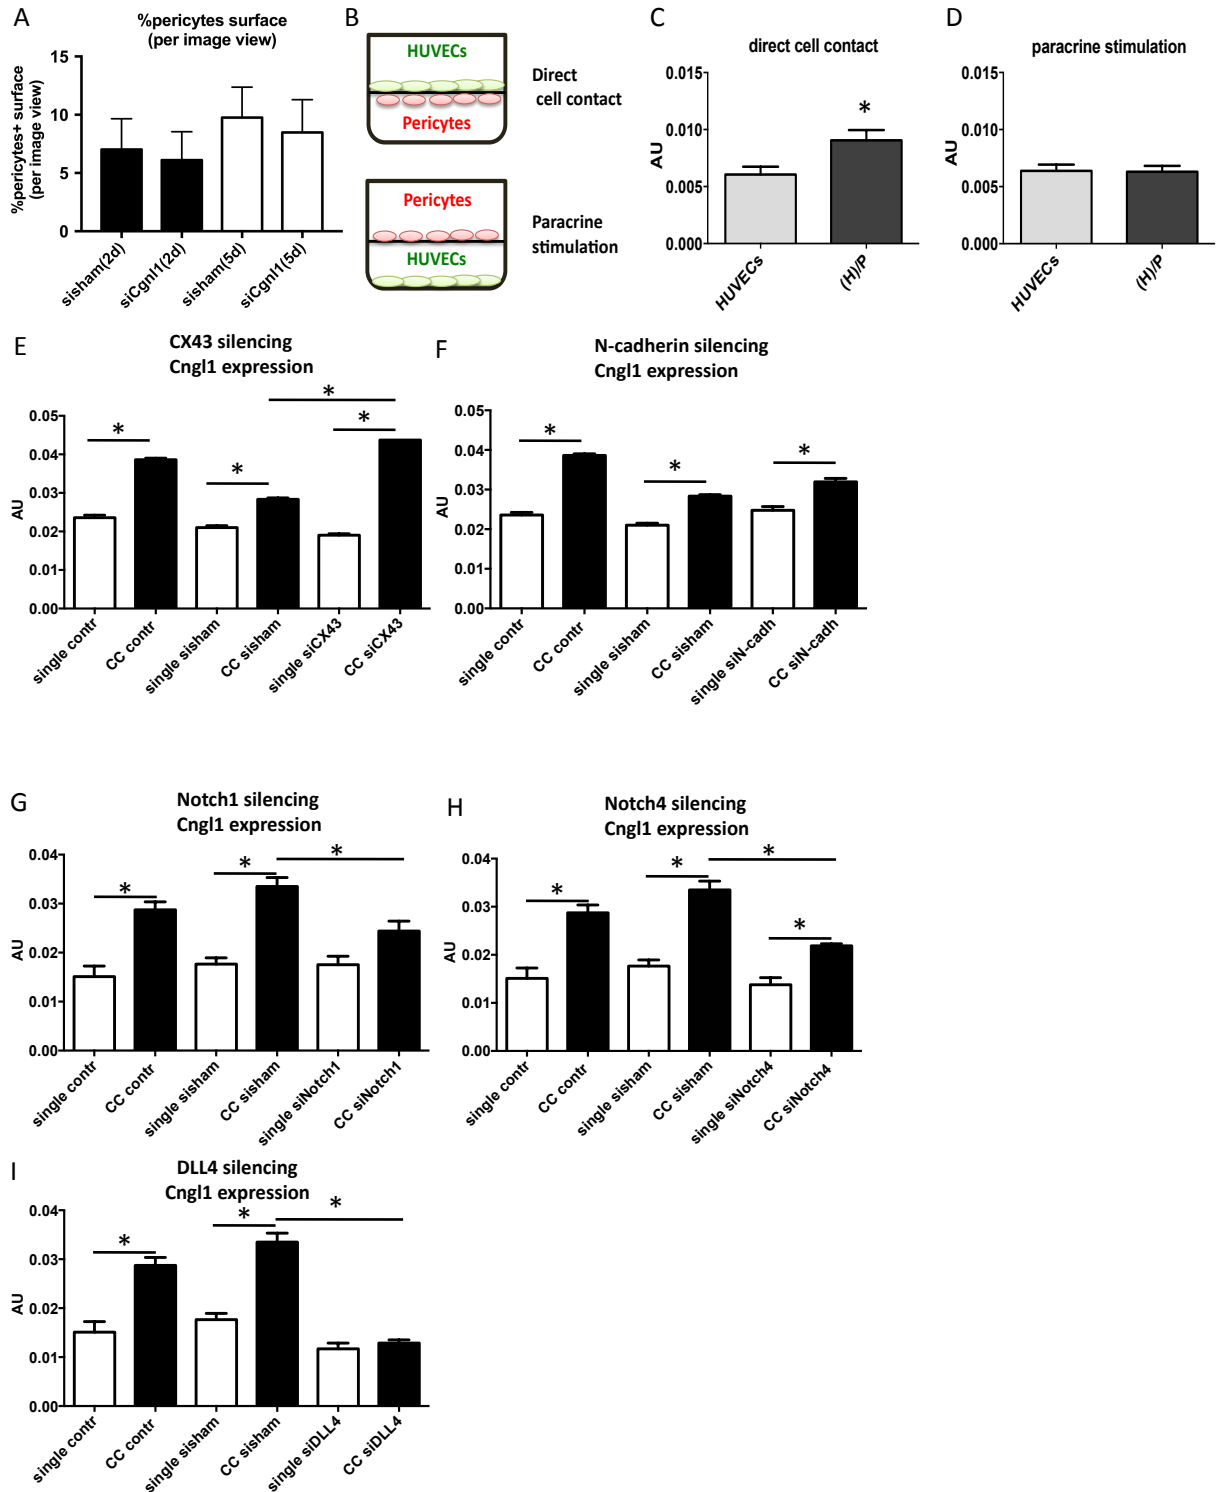 A
%pericytes surface
(per image view)
%pericytes+ surface
(per image view)
15
10
5
0
sisham(2d)
siCgnl1(2d)
sisham(5d)
siCgnl1(5d)
B
HUVECs
Pericytes
Direct
cell contact
Pericytes
HUVECs
Paracrine
stimulation
C
direct cell contact
AU
0.015
0.010
0.005
0.000
*
HUVECs
(H)/P
D
paracrine stimulation
AU
0.015
0.010
0.005
0.000
HUVECs
(H)/P
E
CX43 silencing
Cngl1 expression
AU
0.05
0.04
0.03
0.02
0.01
0.00
*
*
*
*
single contr
CC contr
single sisham
CC sisham
single siCX43
CC siCX43
F
N-cadherin silencing
Cngl1 expression
AU
0.05
0.04
0.03
0.02
0.01
0.00
*
*
*
single contr
CC contr
single sisham
CC sisham
single siN-cadh
CC siN-cadh
G
Notch1 silencing
Cngl1 expression
AU
0.04
0.03
0.02
0.01
0.00
*
*
*
single contr
CC contr
single sisham
CC sisham
single siNotch1
CC siNotch1
H
Notch4 silencing
Cngl1 expression
AU
0.04
0.03
0.02
0.01
0.00
*
*
*
*
single contr
CC contr
single sisham
CC sisham
single siNotch4
CC siNotch4
I
DLL4 silencing
Cngl1 expression
AU
0.04
0.03
0.02
0.01
0.00
*
*
*
single contr
CC contr
single sisham
CC sisham
single siDLL4
CC siDLL4